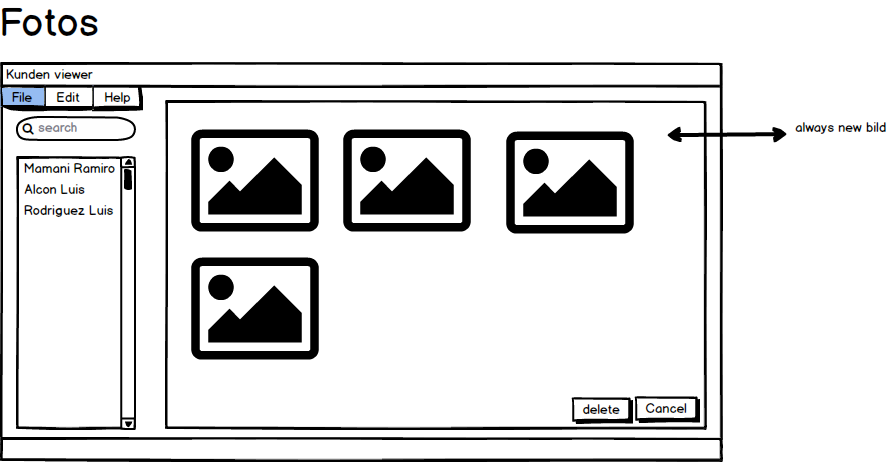 Fotos
Kunden viewer
File Edit Help
search
always new bild
Mamani Ramiro
Alcon Luis
Rodriguez Luis
delete Cancel